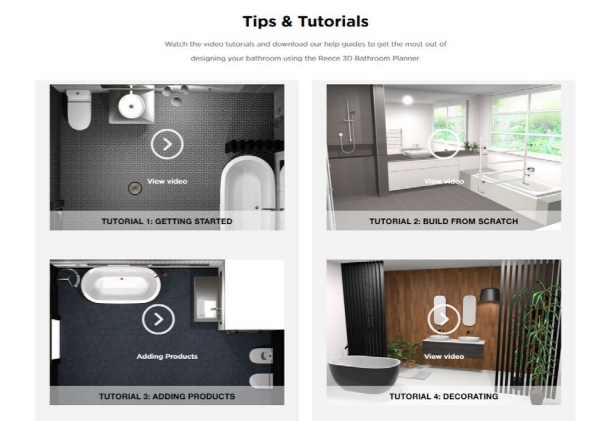 Tips & Tutorials
Watch the video tutorials and download our help guides to get the most out of
designing your bathroom using the Reece 3D Bathroom Planner.
View video
TUTORIAL 1: GETTING STARTED
View video
TUTORIAL 2: BUILD FROM SCRATCH
Adding Products
TUTORIAL 3: ADDING PRODUCTS
View video
TUTORIAL 4: DECORATING